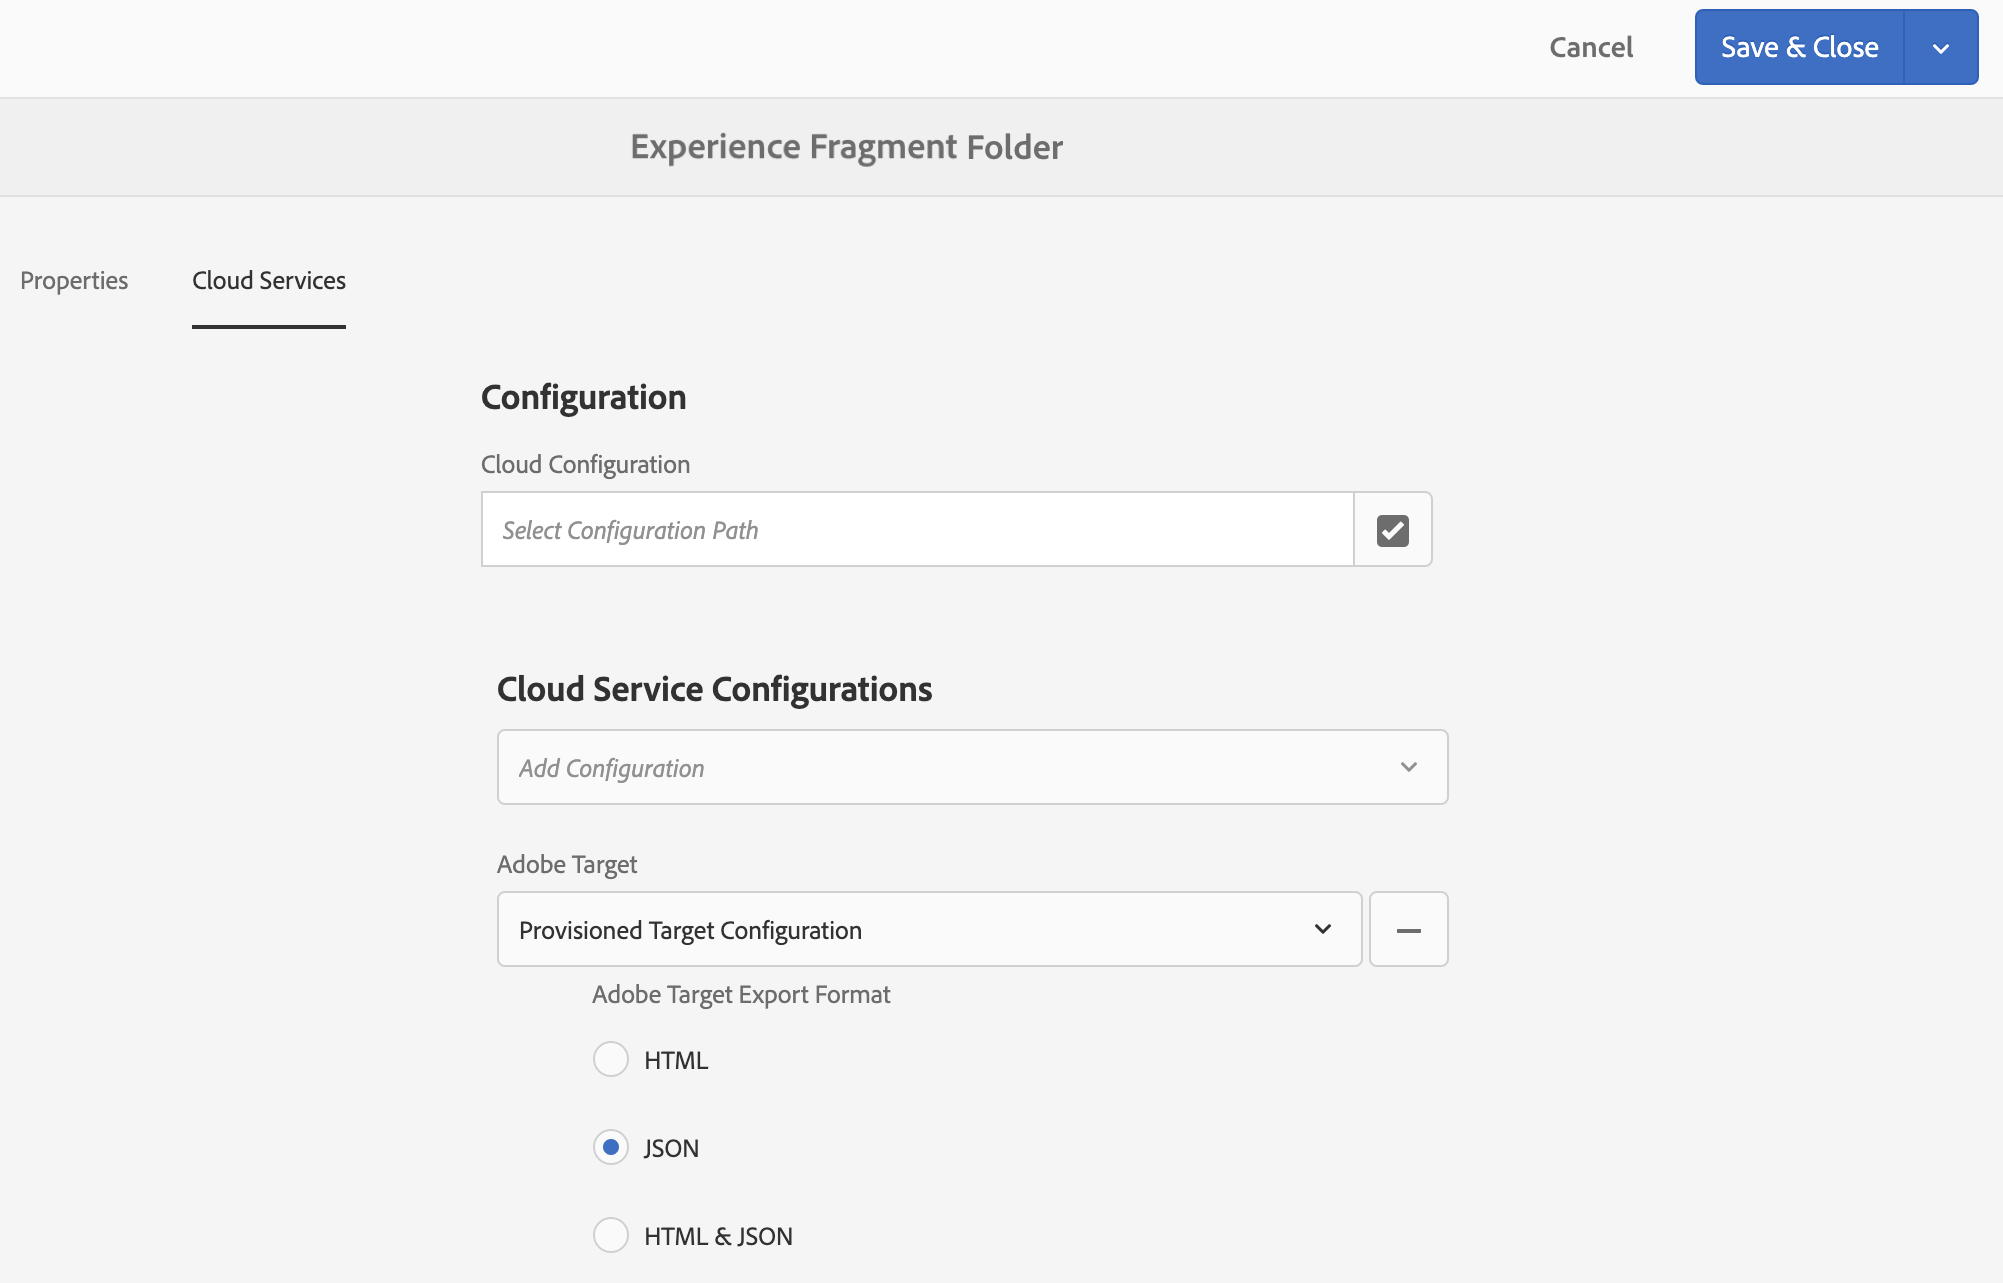 Cancel
Save & Close
Experience Fragment Folder
Properties
Cloud Services
Configuration
Cloud Configuration
Select Configuration Path
Cloud Service Configurations
Add Configuration
Adobe Target
Provisioned Target Configuration
Adobe Target Export Format
HTML
JSON
HTML & JSON